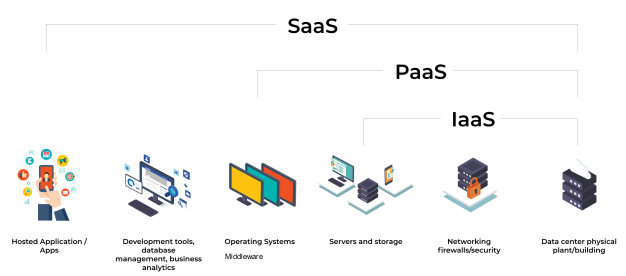 SaaS
PaaS
IaaS
Hosted Application /
Apps
Development tools,
database
management, business
analytics
Operating Systems
Middleware
Servers and storage
Networking
firewalls/security
Data center physical
plant/building